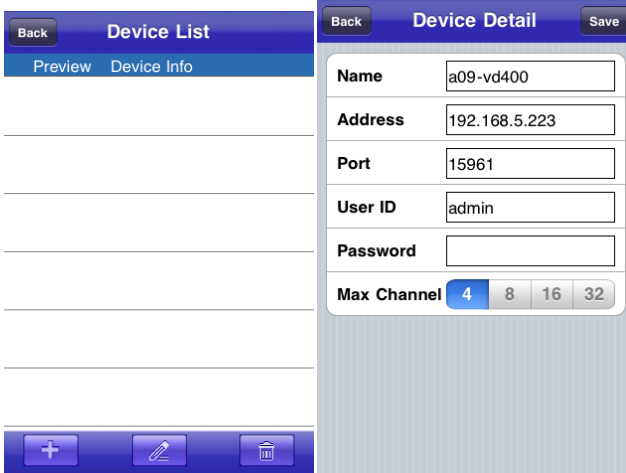 Back Device List
Preview Device Info
Back Device Detail Save
Name a09-vd400
Address 192.168.5.223
Port 15961
User ID admin
Password
Max Channel 4 8 16 32